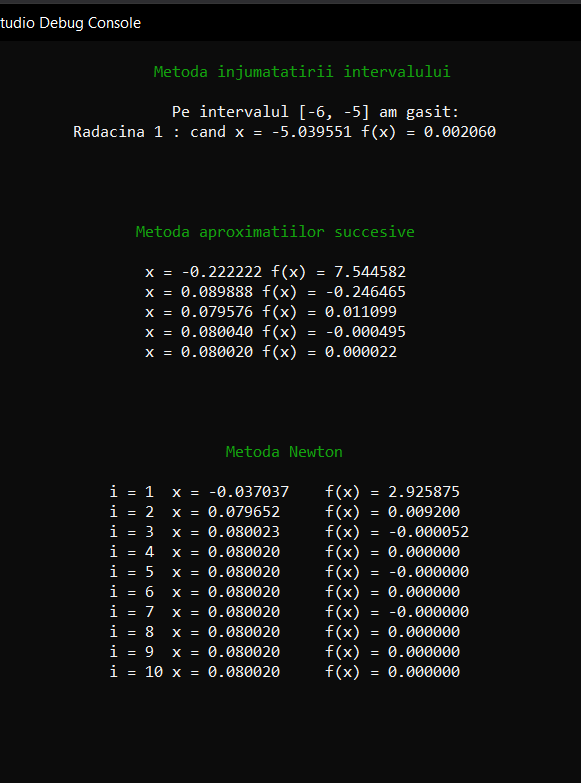 tudio Debug Console
Metoda injumatatirii intervalului
Pe intervalul [-6, -5] am gasit:
Radacina 1 : cand x = -5.039551 f(x) = 0.002060
Metoda aproximatiilor succesive
x = -0.222222 f(x) = 7.544582
x = 0.089888 f(x) = -0.246465
x = 0.079576 f(x) = 0.011099
x = 0.080040 f(x) = -0.000495
x = 0.080020 f(x) = 0.000022
Metoda Newton
i = 1  x = -0.037037    f(x) = 2.925875
i = 2  x = 0.079652     f(x) = 0.009200
i = 3  x = 0.080023     f(x) = -0.000052
i = 4  x = 0.080020     f(x) = 0.000000
i = 5  x = 0.080020     f(x) = -0.000000
i = 6  x = 0.080020     f(x) = 0.000000
i = 7  x = 0.080020     f(x) = -0.000000
i = 8  x = 0.080020     f(x) = 0.000000
i = 9  x = 0.080020     f(x) = 0.000000
i = 10 x = 0.080020     f(x) = 0.000000